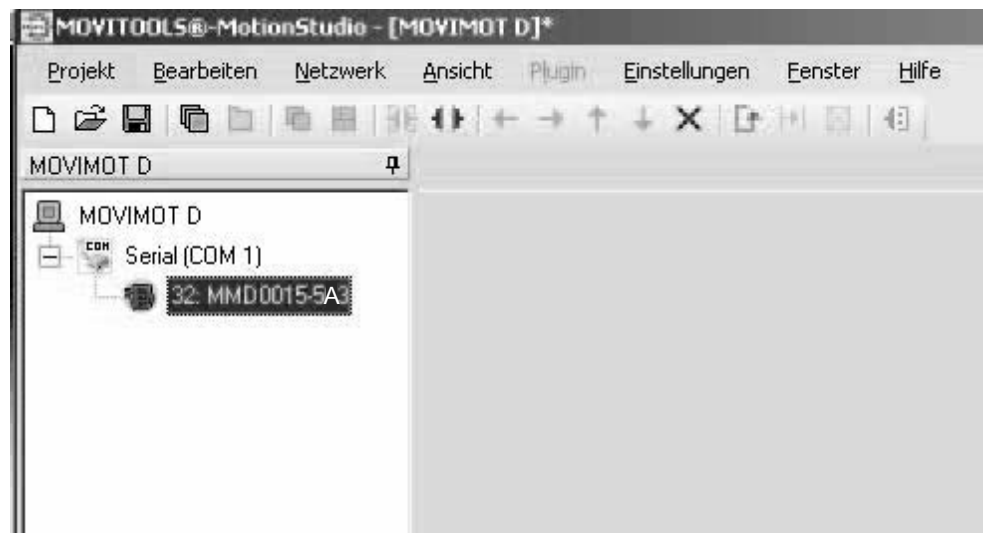 MOVITOOLS®-MotionStudio - [MOVIMOT D]*
Projekt Bearbeiten Netzwerk Ansicht Plugin Einstellungen Fenster Hilfe
MOVIMOT D
MOVIMOT D
COM Serial (COM 1)
32: MMD0015-5A3